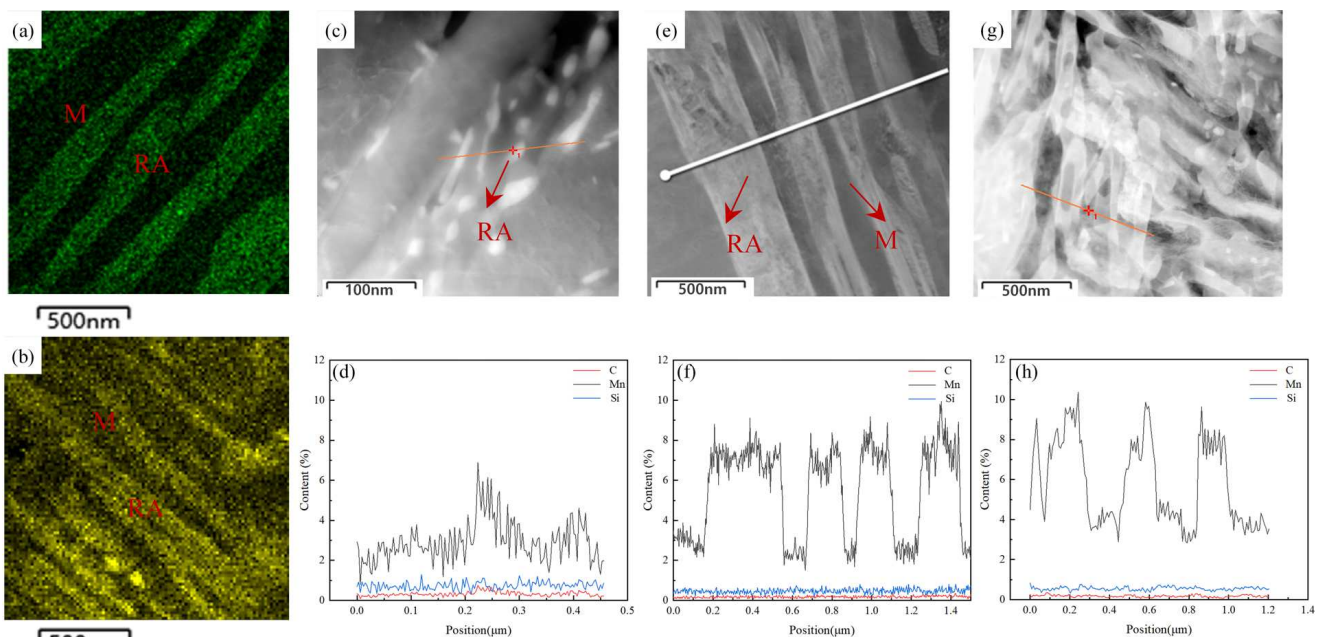 (a)
M
RA
500nm
(b)
M
RA
(c)
1
RA
100nm
(e)
RA
M
500nm
(g)
1
500nm
(d)
C
Mn
Si
Content (%)
12
10
8
6
4
2
0
0.0 0.1 0.2 0.3 0.4 0.5
Position(μm)
(f)
C
Mn
Si
Content (%)
12
10
8
6
4
2
0
0.0 0.2 0.4 0.6 0.8 1.0 1.2 1.4
Position(μm)
(h)
C
Mn
Si
Content (%)
12
10
8
6
4
2
0
0.0 0.2 0.4 0.6 0.8 1.0 1.2 1.4
Position(μm)